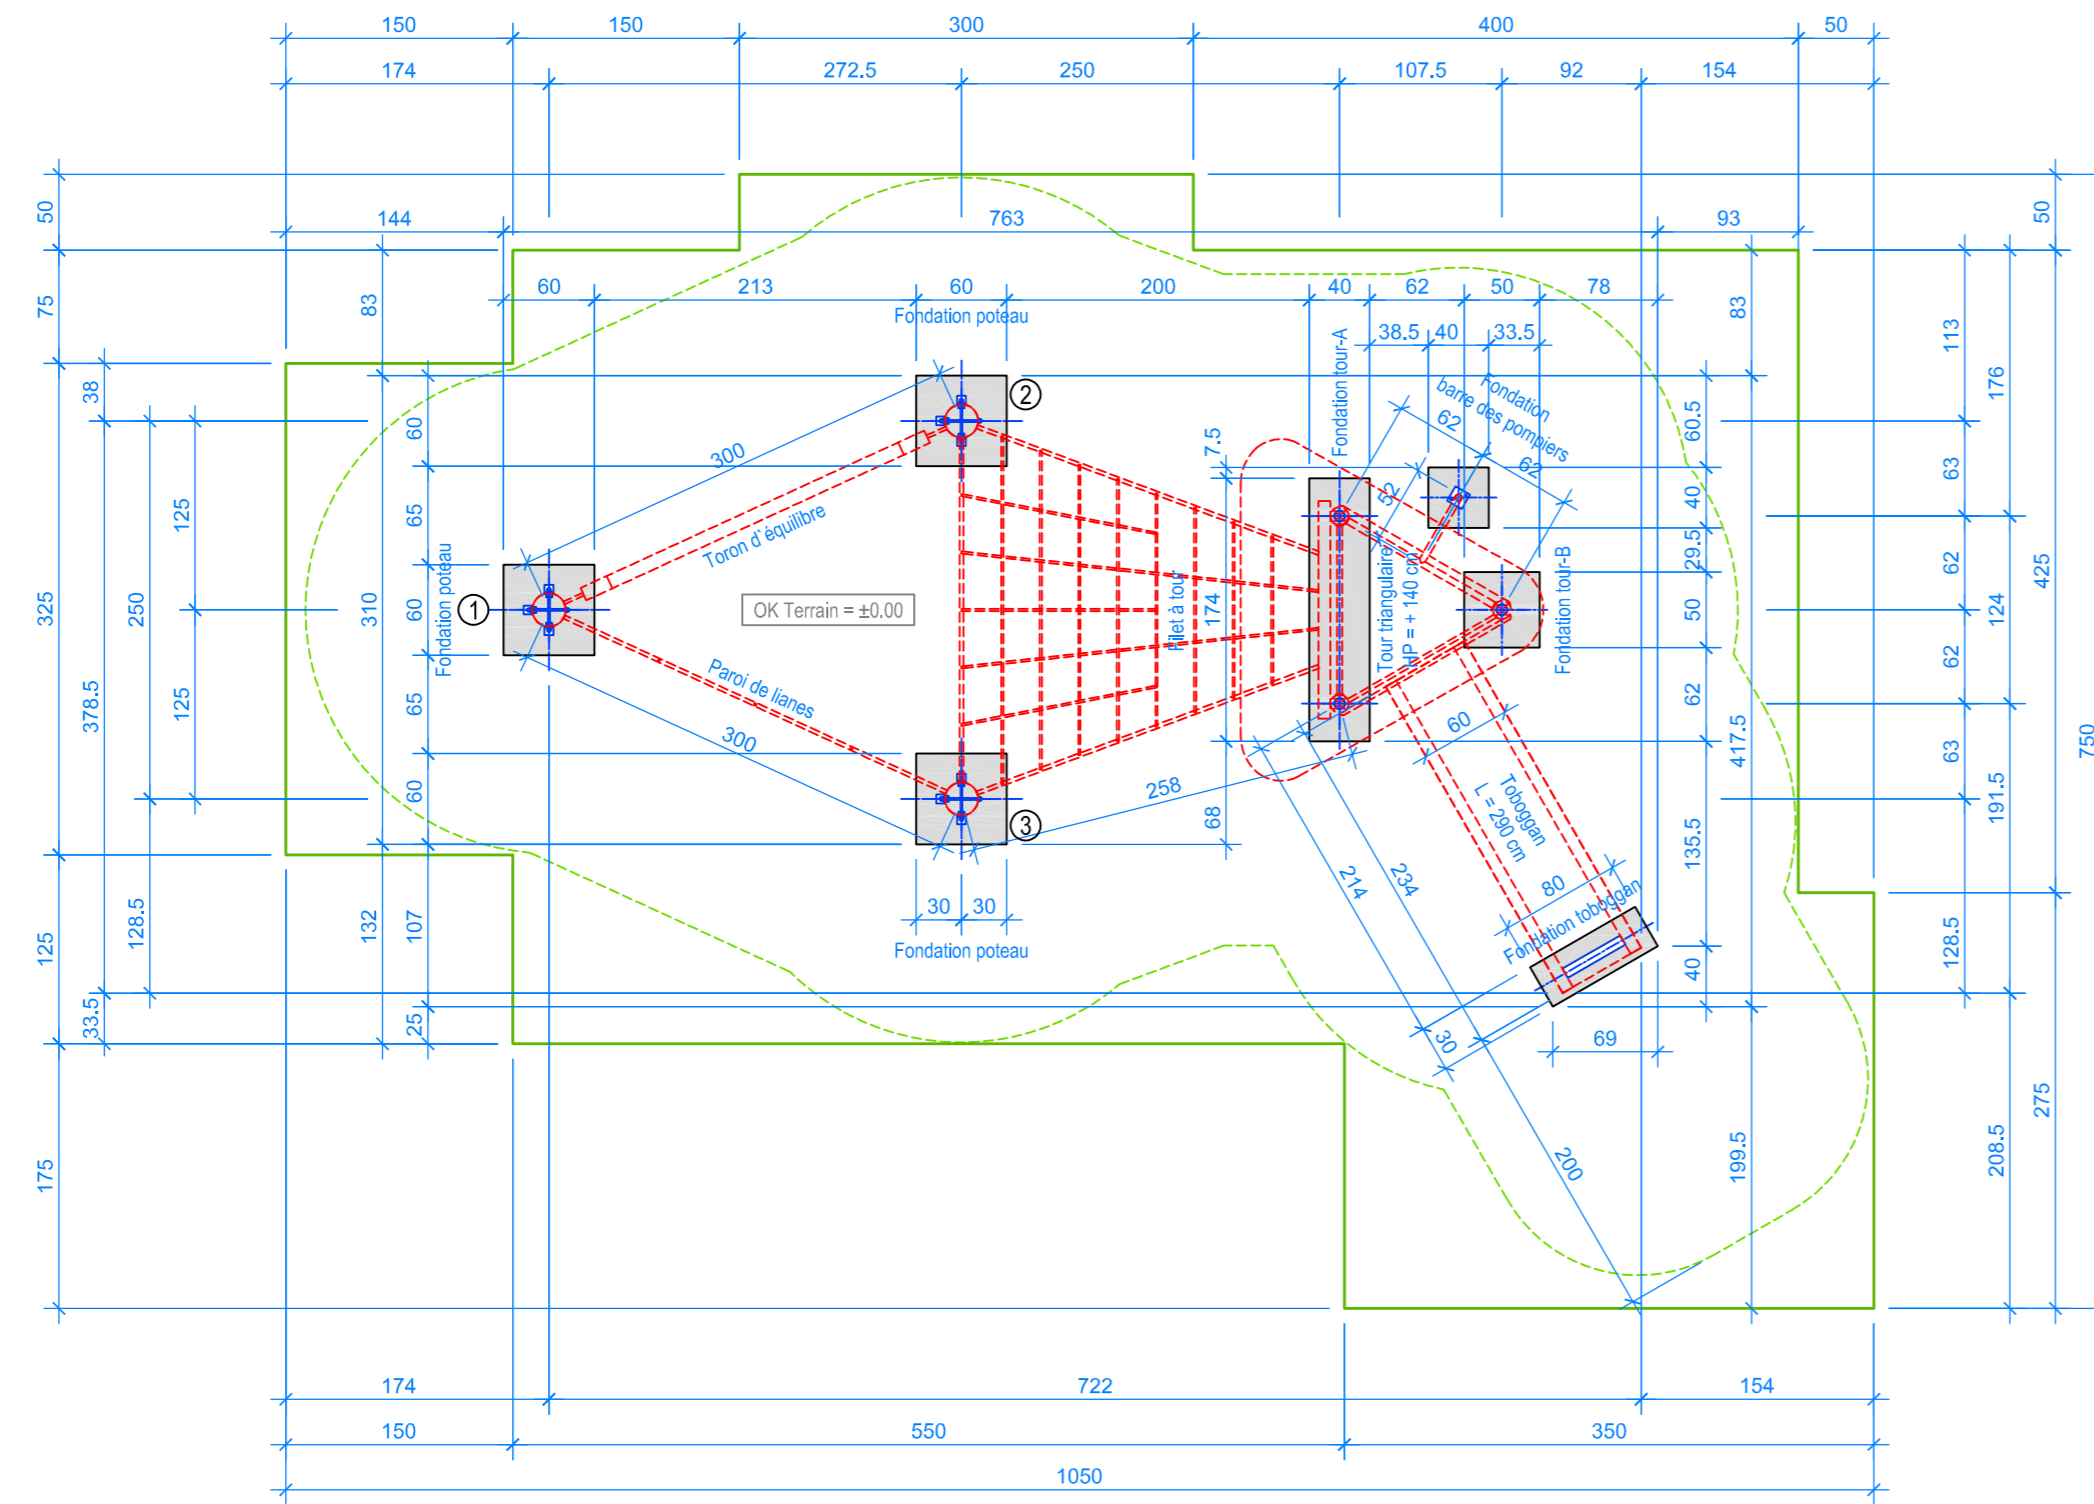 150 150 300 400 50
174 272.5 250 107.5 92 154
144 763 93
60 213 60 200 40 62 50 78
Fondation poteau
38.5 40 33.5
50
75
325
125
175
38
378.5
33.5
250
128.5
125
125
83
310
132
60
65
60
65
60
107
25
Fondation poteau
1
2
3
300
Toron d'équilibre
OK Terrain = ±0.00
Paroi de lianes
300
258
30 30
Fondation poteau
Filet à tour
7.5
174
68
Fondation tour-A
Tour triangulaire
HP = + 140 cm
Fondation
barre des pompiers
62
62
52
Fondation tour-B
60
Toboggan
L = 290 cm
80
Fondation toboggan
214
234
30
200
69
60.5
40
29.5
50
62
135.5
40
83
417.5
199.5
113
63
62
62
63
128.5
176
124
191.5
208.5
50
425
275
750
174 722 154
150 550 350
1050